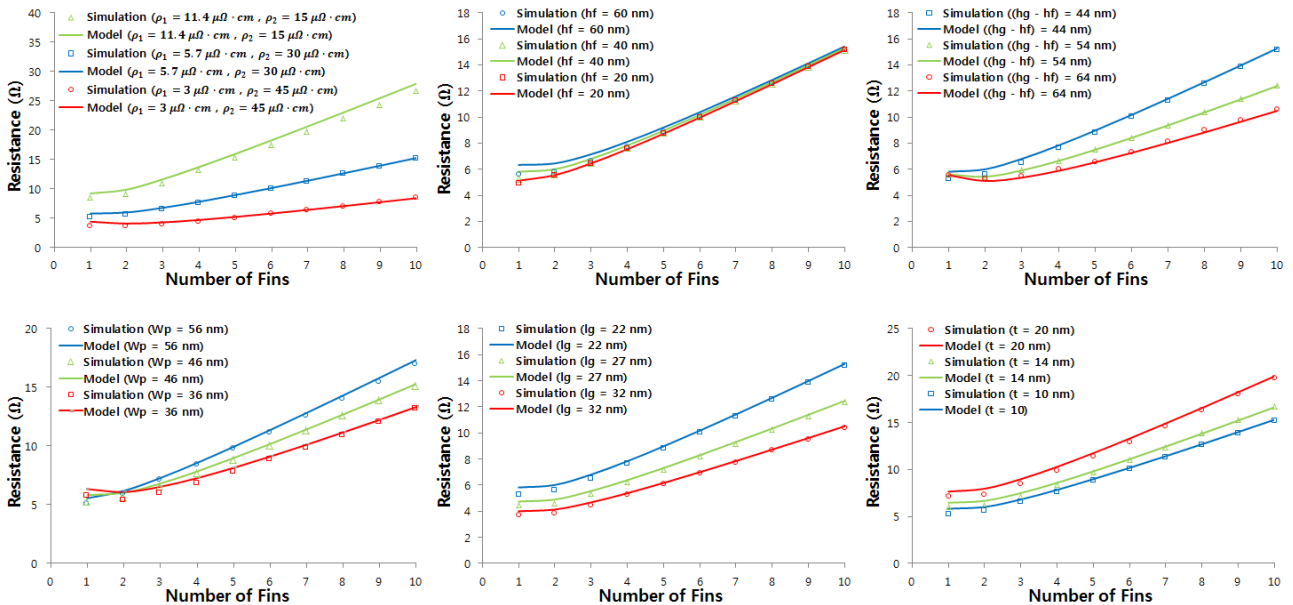 40
35
30
25
20
15
10
5
0
Resistance (Ω)
Simulation (ρ₁ = 11.4 μΩ · cm , ρ₂ = 15 μΩ · cm)
Model (ρ₁ = 11.4 μΩ · cm , ρ₂ = 15 μΩ · cm)
Simulation (ρ₁ = 5.7 μΩ · cm , ρ₂ = 30 μΩ · cm)
Model (ρ₁ = 5.7 μΩ · cm , ρ₂ = 30 μΩ · cm)
Simulation (ρ₁ = 3 μΩ · cm , ρ₂ = 45 μΩ · cm)
Model (ρ₁ = 3 μΩ · cm , ρ₂ = 45 μΩ · cm)
0 1 2 3 4 5 6 7 8 9 10
Number of Fins
18
16
14
12
10
8
6
4
2
0
Resistance (Ω)
Simulation (hf = 60 nm)
Model (hf = 60 nm)
Simulation (hf = 40 nm)
Model (hf = 40 nm)
Simulation (hf = 20 nm)
Model (hf = 20 nm)
0 1 2 3 4 5 6 7 8 9 10
Number of Fins
18
16
14
12
10
8
6
4
2
0
Resistance (Ω)
Simulation ((hg - hf) = 44 nm)
Model ((hg - hf) = 44 nm)
Simulation ((hg - hf) = 54 nm)
Model ((hg - hf) = 54 nm)
Simulation ((hg - hf) = 64 nm)
Model ((hg - hf) = 64 nm)
0 1 2 3 4 5 6 7 8 9 10
Number of Fins
20
15
10
5
0
Resistance (Ω)
Simulation (Wp = 56 nm)
Model (Wp = 56 nm)
Simulation (Wp = 46 nm)
Model (Wp = 46 nm)
Simulation (Wp = 36 nm)
Model (Wp = 36 nm)
0 1 2 3 4 5 6 7 8 9 10
Number of Fins
18
16
14
12
10
8
6
4
2
0
Resistance (Ω)
Simulation (lg = 22 nm)
Model (lg = 22 nm)
Simulation (lg = 27 nm)
Model (lg = 27 nm)
Simulation (lg = 32 nm)
Model (lg = 32 nm)
0 1 2 3 4 5 6 7 8 9 10
Number of Fins
25
20
15
10
5
0
Resistance (Ω)
Simulation (t = 20 nm)
Model (t = 20 nm)
Simulation (t = 14 nm)
Model (t = 14 nm)
Simulation (t = 10 nm)
Model (t = 10)
0 1 2 3 4 5 6 7 8 9 10
Number of Fins